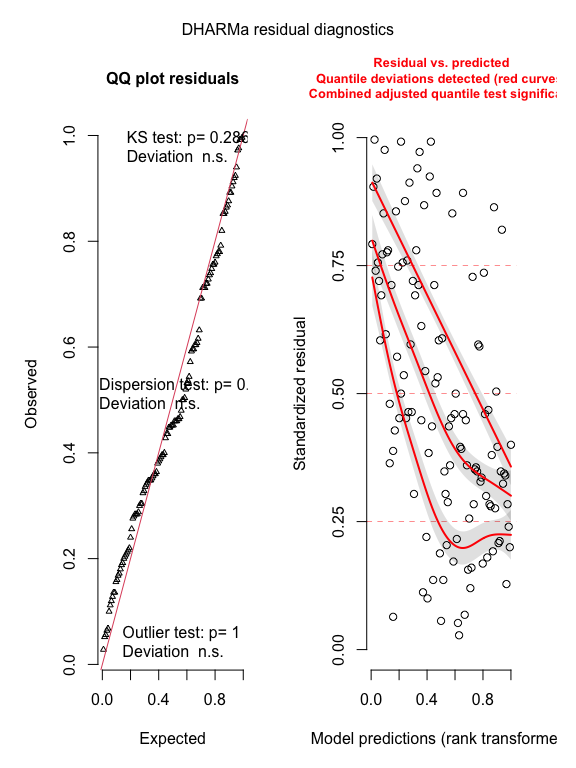 DHARMa residual diagnostics
QQ plot residuals
KS test: p= 0.286
Deviation n.s.
Dispersion test: p= 0.
Deviation n.s.
Outlier test: p= 1
Deviation n.s.
Observed
0.0 0.2 0.4 0.6 0.8 1.0
0.0 0.4 0.8
Expected
Residual vs. predicted
Quantile deviations detected (red curves
Combined adjusted quantile test significa
Standardized residual
0.00 0.25 0.50 0.75 1.00
0.0 0.4 0.8
Model predictions (rank transforme